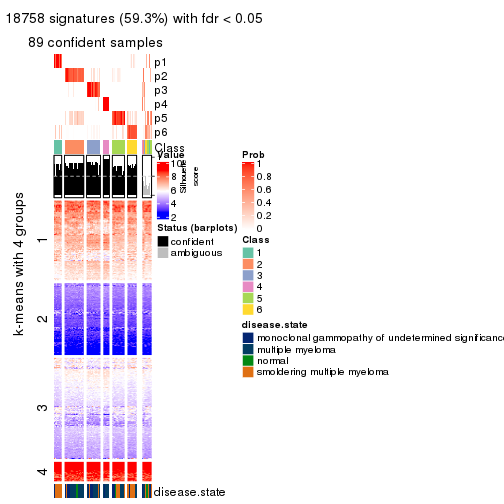 18758 signatures (59.3%) with fdr < 0.05
89 confident samples
p1
p2
p3
p4
p5
p6
Class
Value
10
8
6
4
2
Silhouette
score
Status (barplots)
confident
ambiguous
Prob
1
0.8
0.6
0.4
0.2
0
Class
1
2
3
4
5
6
disease.state
monoclonal gammopathy of undetermined significance
multiple myeloma
normal
smoldering multiple myeloma
k-means with 4 groups
1
2
3
4
disease.state